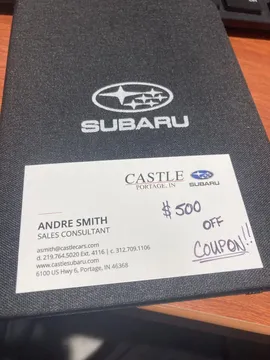 SUBARU
CASTLE
PORTAGE, IN
SUBARU
$500
OFF
COUPON!!
ANDRE SMITH
SALES CONSULTANT
asmith@castlecars.com
d. 219.764.5020 Ext. 4116 | c. 312.709.1106
www.castlesubaru.com
6100 US Hwy 6, Portage, IN 46368